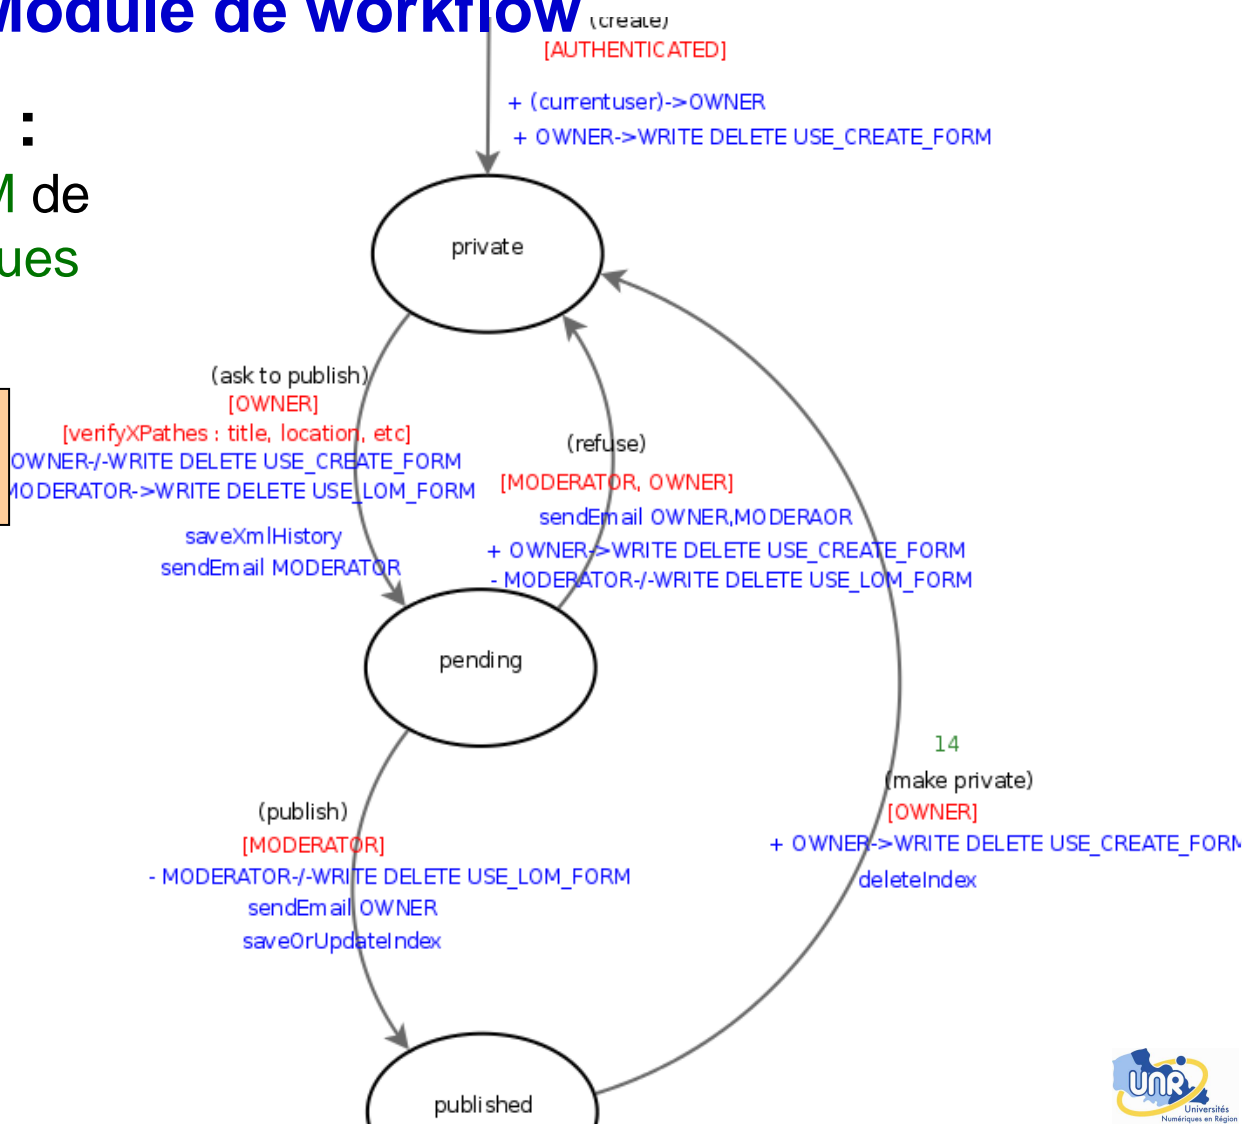 Module de workflow
(create)
[AUTHENTICATED]
+ (currentuser)->OWNER
:
+ OWNER->WRITE DELETE USE_CREATE_FORM
M de
ues
private
(ask to publish)
[OWNER]
[verifyXPathes : title, location, etc]
OWNER-/-WRITE DELETE USE_CREATE_FORM
MODERATOR->WRITE DELETE USE_LOM_FORM
saveXmlHistory
sendEmail MODERATOR
(refuse)
[MODERATOR, OWNER]
sendEmail OWNER,MODERAOR
+ OWNER->WRITE DELETE USE_CREATE_FORM
- MODERATOR-/-WRITE DELETE USE_LOM_FORM
pending
14
(make private)
[OWNER]
+ OWNER->WRITE DELETE USE_CREATE_FORM
deleteIndex
(publish)
[MODERATOR]
- MODERATOR-/-WRITE DELETE USE_LOM_FORM
sendEmail OWNER
saveOrUpdateIndex
published
UNR
Universités
Numériques en Région